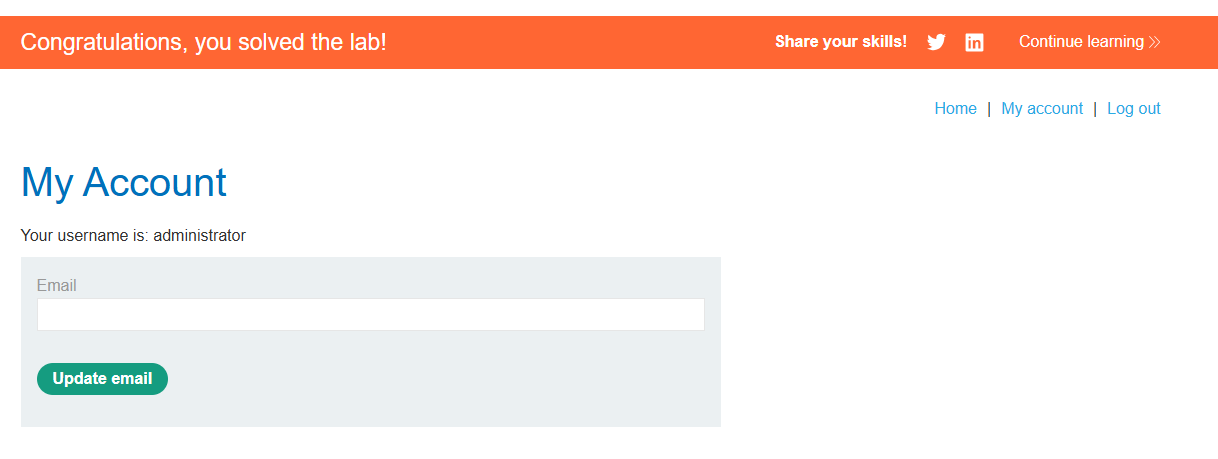 Congratulations, you solved the lab!
Share your skills!
Continue learning
Home | My account | Log out
My Account
Your username is: administrator
Email
Update email